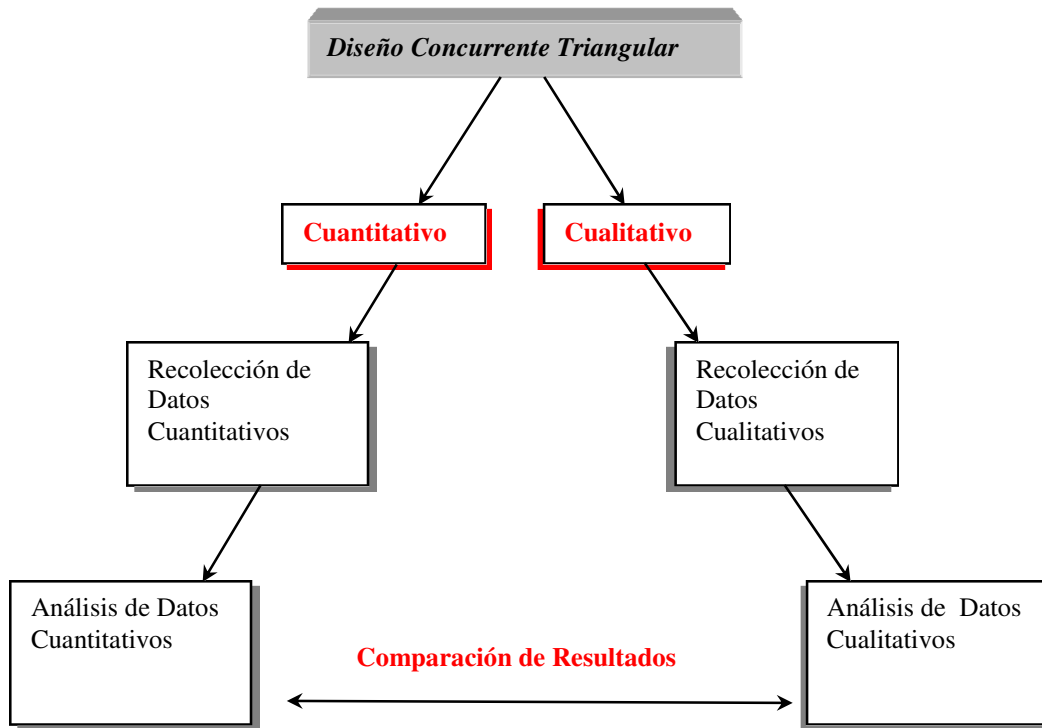 Diseño Concurrente Triangular
Cuantitativo
Cualitativo
Recolección de
Datos
Cuantitativos
Recolección de
Datos
Cualitativos
Análisis de Datos
Cuantitativos
Análisis de  Datos
Cualitativos
Comparación de Resultados